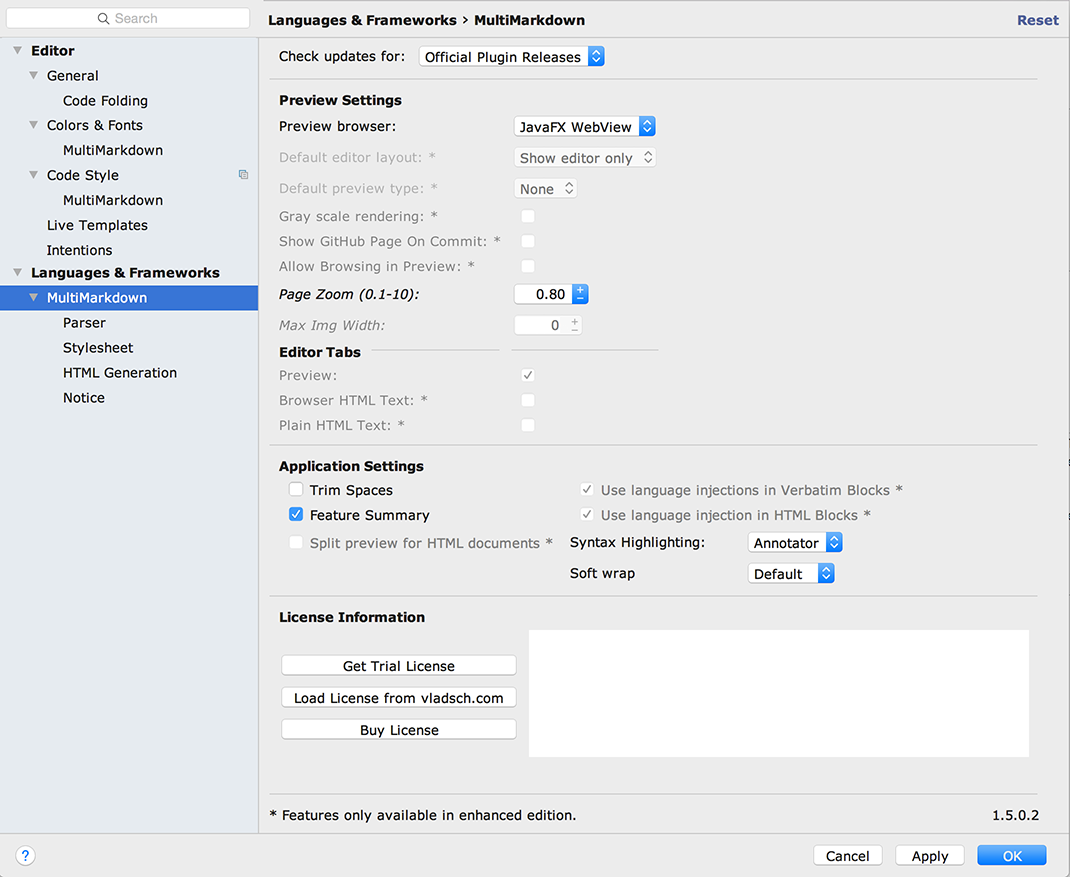 Search
Editor
General
Code Folding
Colors & Fonts
MultiMarkdown
Code Style
MultiMarkdown
Live Templates
Intentions
Languages & Frameworks
MultiMarkdown
Parser
Stylesheet
HTML Generation
Notice
Languages & Frameworks › MultiMarkdown
Reset
Check updates for: Official Plugin Releases
Preview Settings
Preview browser: JavaFX WebView
Default editor layout: * Show editor only
Default preview type: * None
Gray scale rendering: *
Show GitHub Page On Commit: *
Allow Browsing in Preview: *
Page Zoom (0.1-10): 0.80
Max Img Width: 0
Editor Tabs
Preview:
Browser HTML Text: *
Plain HTML Text: *
Application Settings
Trim Spaces
Use language injections in Verbatim Blocks *
Feature Summary
Use language injection in HTML Blocks *
Split preview for HTML documents *
Syntax Highlighting: Annotator
Soft wrap Default
License Information
Get Trial License
Load License from vladsch.com
Buy License
* Features only available in enhanced edition.
1.5.0.2
?
Cancel
Apply
OK